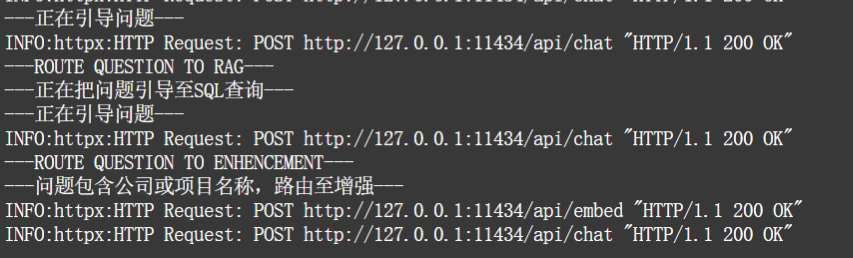 ---正在引导问题---
INFO:httpx:HTTP Request: POST http://127.0.0.1:11434/api/chat "HTTP/1.1 200 OK"
---ROUTE QUESTION TO RAG---
---正在把问题引导至SQL查询---
---正在引导问题---
INFO:httpx:HTTP Request: POST http://127.0.0.1:11434/api/chat "HTTP/1.1 200 OK"
---ROUTE QUESTION TO ENHENCEMENT---
---问题包含公司或项目名称，路由至增强---
INFO:httpx:HTTP Request: POST http://127.0.0.1:11434/api/embed "HTTP/1.1 200 OK"
INFO:httpx:HTTP Request: POST http://127.0.0.1:11434/api/chat "HTTP/1.1 200 OK"